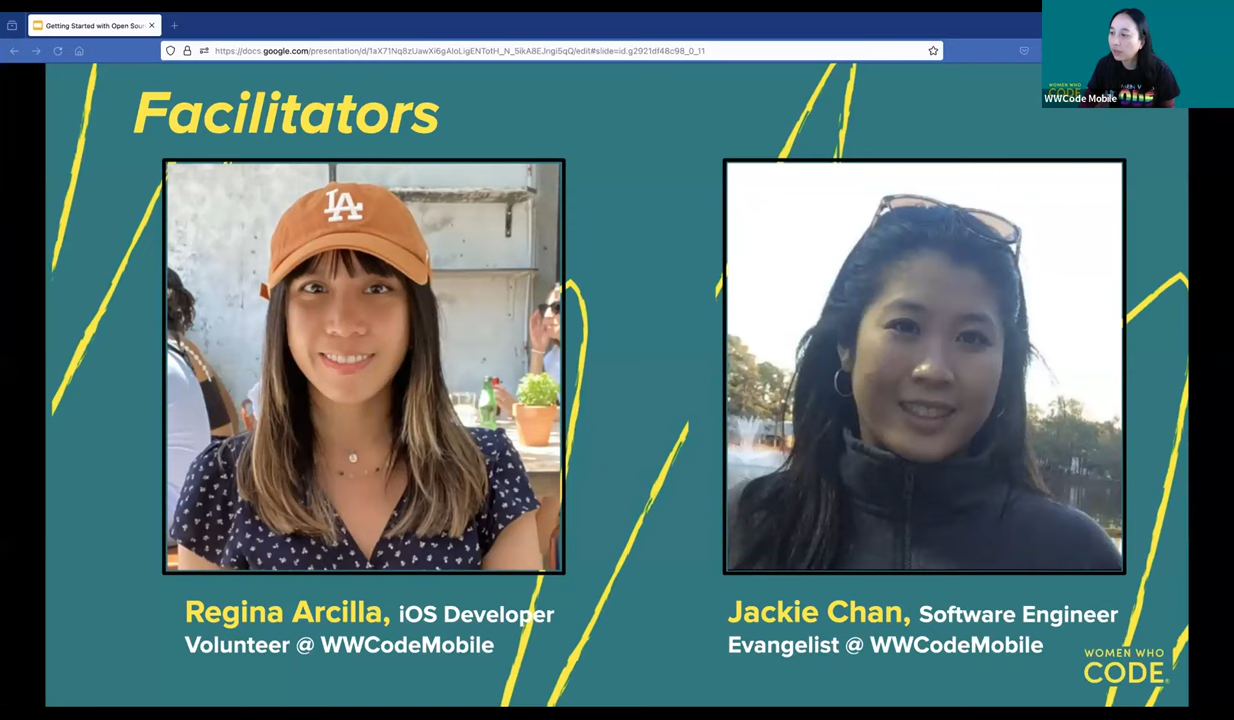 Getting Started with Open Sour
https://docs.google.com/presentation/d/1aX71Nq8zUawXi6gAloLigENTotH_N_5ikA8EJngi5qQ/edit#slide=id.g2921df48c98_0_11
WWCode Mobile
Facilitators
LA
Regina Arcilla, iOS Developer
Volunteer @ WWCodeMobile
Jackie Chan, Software Engineer
Evangelist @ WWCodeMobile
WOMEN WHO
CODE